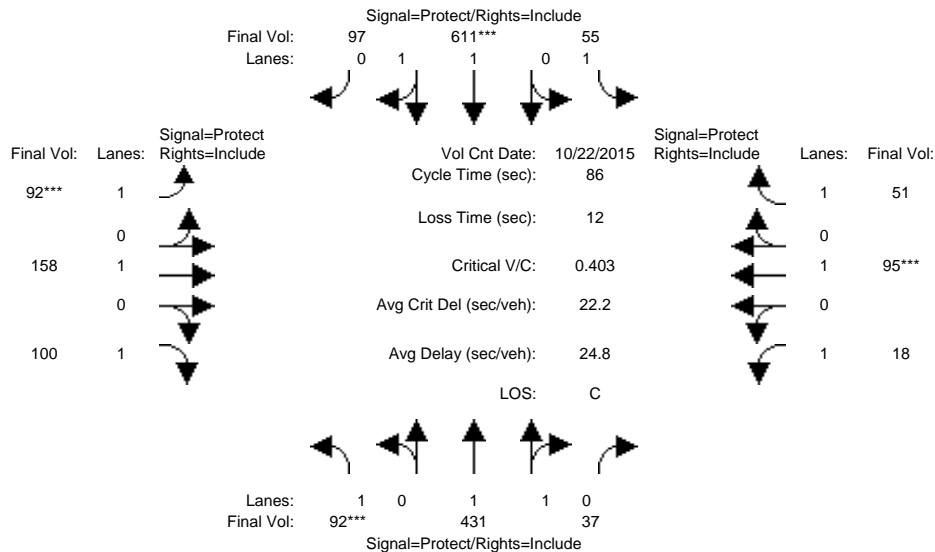 Signal=Protect/Rights=Include
Final Vol: 97 611*** 55
Lanes: 0 1 1 0 1
Signal=Protect Signal=Protect
Final Vol: Lanes: Rights=Include Vol Cnt Date: 10/22/2015 Rights=Include Lanes: Final Vol:
Cycle Time (sec): 86
92*** 1 1 51
Loss Time (sec): 12
0 0
158 1 Critical V/C: 0.403 1 95***
0 Avg Crit Del (sec/veh): 22.2 0
100 1 Avg Delay (sec/veh): 24.8 1 18
LOS: C
Lanes: 1 0 1 1 0
Final Vol: 92*** 431 37
Signal=Protect/Rights=Include